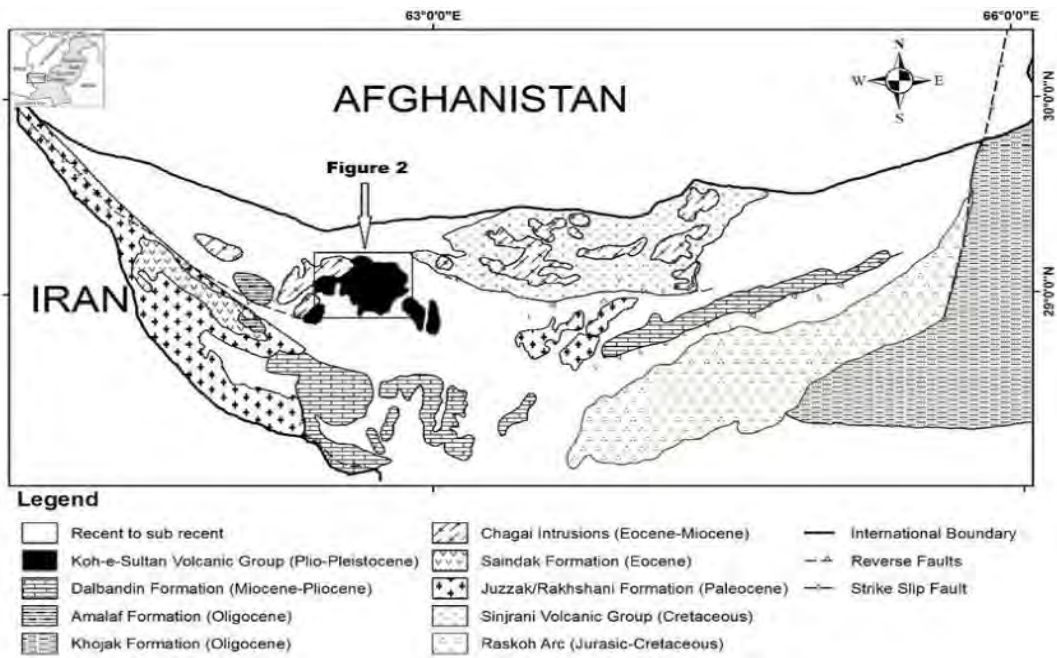 63°0'0"E
66°0'0"E
N
W E
S
30°0'0"N
AFGHANISTAN
Figure 2
IRAN
29°0'0"N
Legend
Recent to sub recent
Koh-e-Sultan Volcanic Group (Plio-Pleistocene)
Dalbandin Formation (Miocene-Pliocene)
Amalaf Formation (Oligocene)
Khojak Formation (Oligocene)
Chagai Intrusions (Eocene-Miocene)
Saindak Formation (Eocene)
Juzzak/Rakhshani Formation (Paleocene)
Sinjrani Volcanic Group (Cretaceous)
Raskoh Arc (Jurasic-Cretaceous)
International Boundary
Reverse Faults
Strike Slip Fault